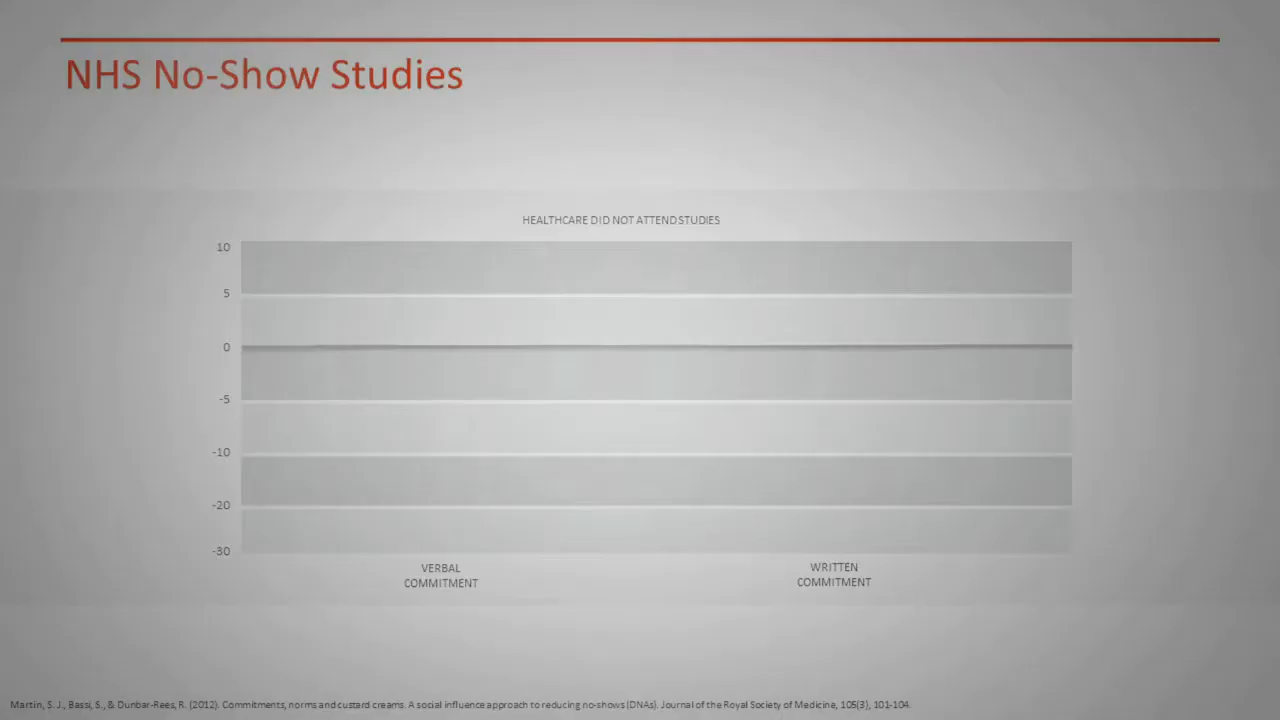 NHS No-Show Studies
HEALTHCARE DID NOT ATTEND STUDIES
10
5
0
-5
-10
-20
-30
VERBAL
COMMITMENT
WRITTEN
COMMITMENT
Martin, S. J., Bassi, S., & Dunbar-Rees, R. (2012). Commitments, norms and custard creams. A social influence approach to reducing no-shows (DNAs). Journal of the Royal Society of Medicine, 105(3), 101-104.